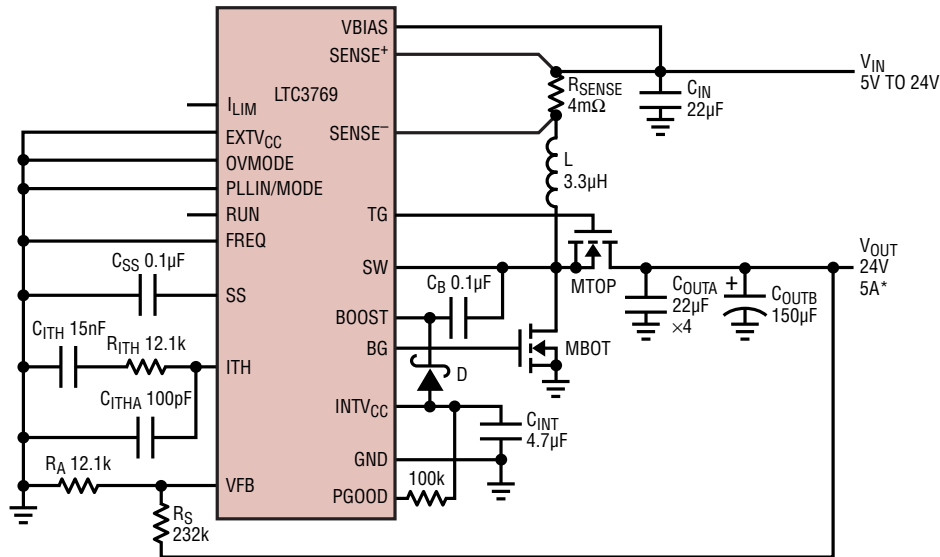 VBIAS
SENSE+
LTC3769
ILIM
EXTVCC
SENSE–
OVMODE
PLLIN/MODE
RUN
TG
FREQ
SW
SS
BOOST
BG
ITH
INTVCC
GND
VFB
PGOOD
RSENSE
4mΩ
CIN
22µF
VIN
5V TO 24V
L
3.3µH
MTOP
MBOT
VOUT
24V
5A*
COUTA
22µF
×4
+
COUTB
150µF
CB 0.1µF
D
CINT
4.7µF
100k
CSS 0.1µF
CITH 15nF
RITH 12.1k
CITHA 100pF
RA 12.1k
RS
232k